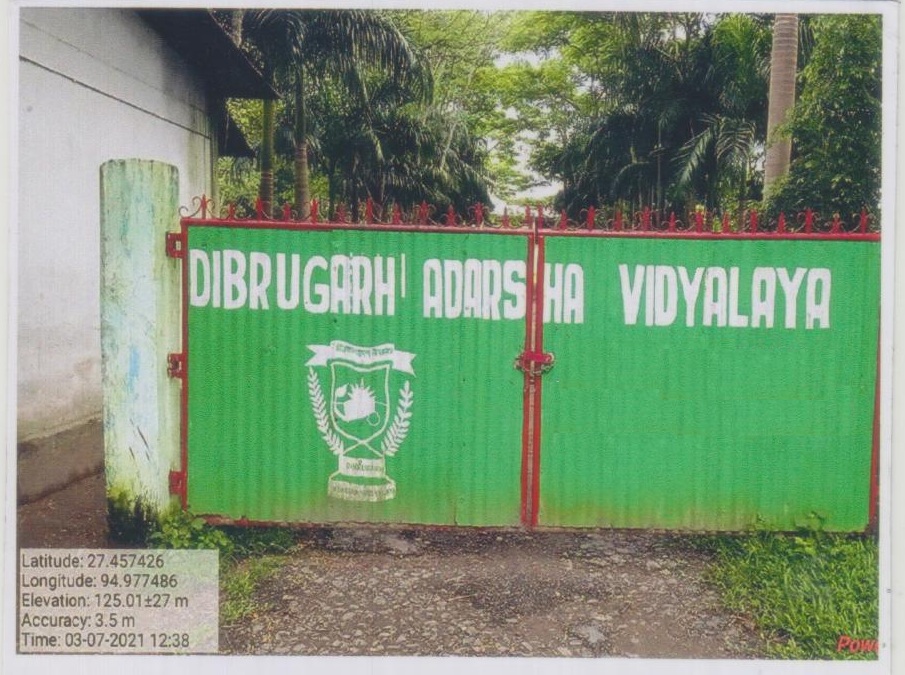 DIBRUGARH ADARSHA VIDYALAYA
DIBRUGARH
Latitude: 27.457426
Longitude: 94.977486
Elevation: 125.01±27 m
Accuracy: 3.5 m
Time: 03-07-2021 12:38